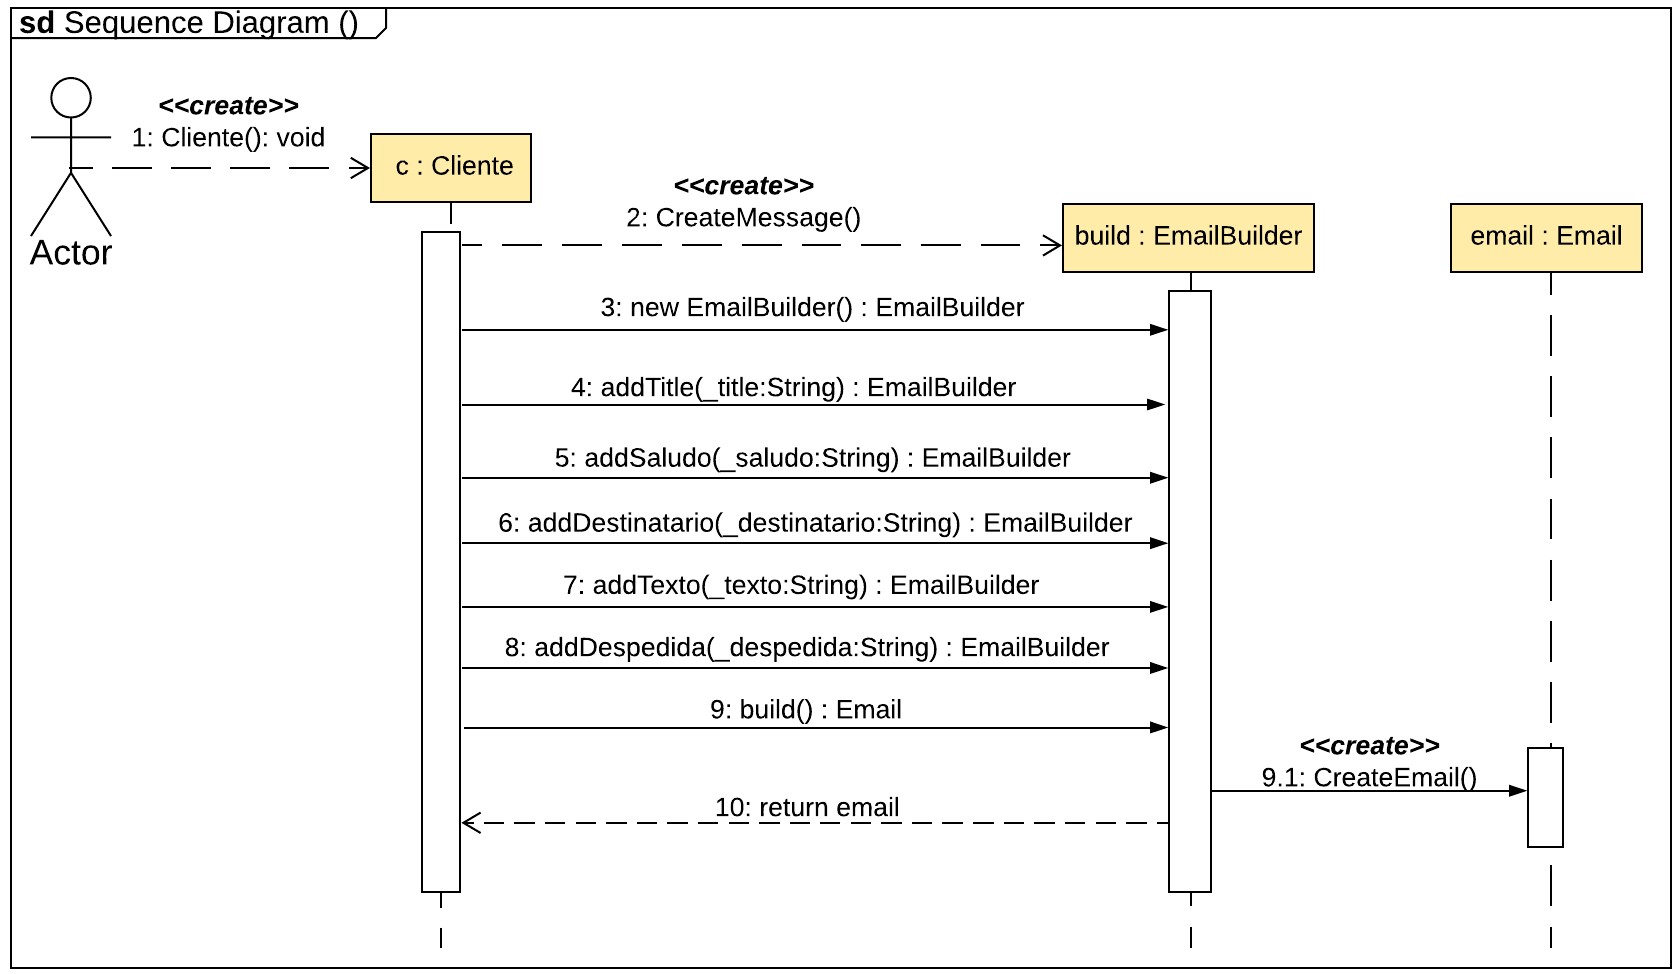 sd Sequence Diagram ()
<<create>>
1: Cliente(): void
c : Cliente
Actor
<<create>>
2: CreateMessage()
build : EmailBuilder
email : Email
3: new EmailBuilder() : EmailBuilder
4: addTitle(_title:String) : EmailBuilder
5: addSaludo(_saludo:String) : EmailBuilder
6: addDestinatario(_destinatario:String) : EmailBuilder
7: addTexto(_texto:String) : EmailBuilder
8: addDespedida(_despedida:String) : EmailBuilder
9: build() : Email
<<create>>
9.1: CreateEmail()
10: return email